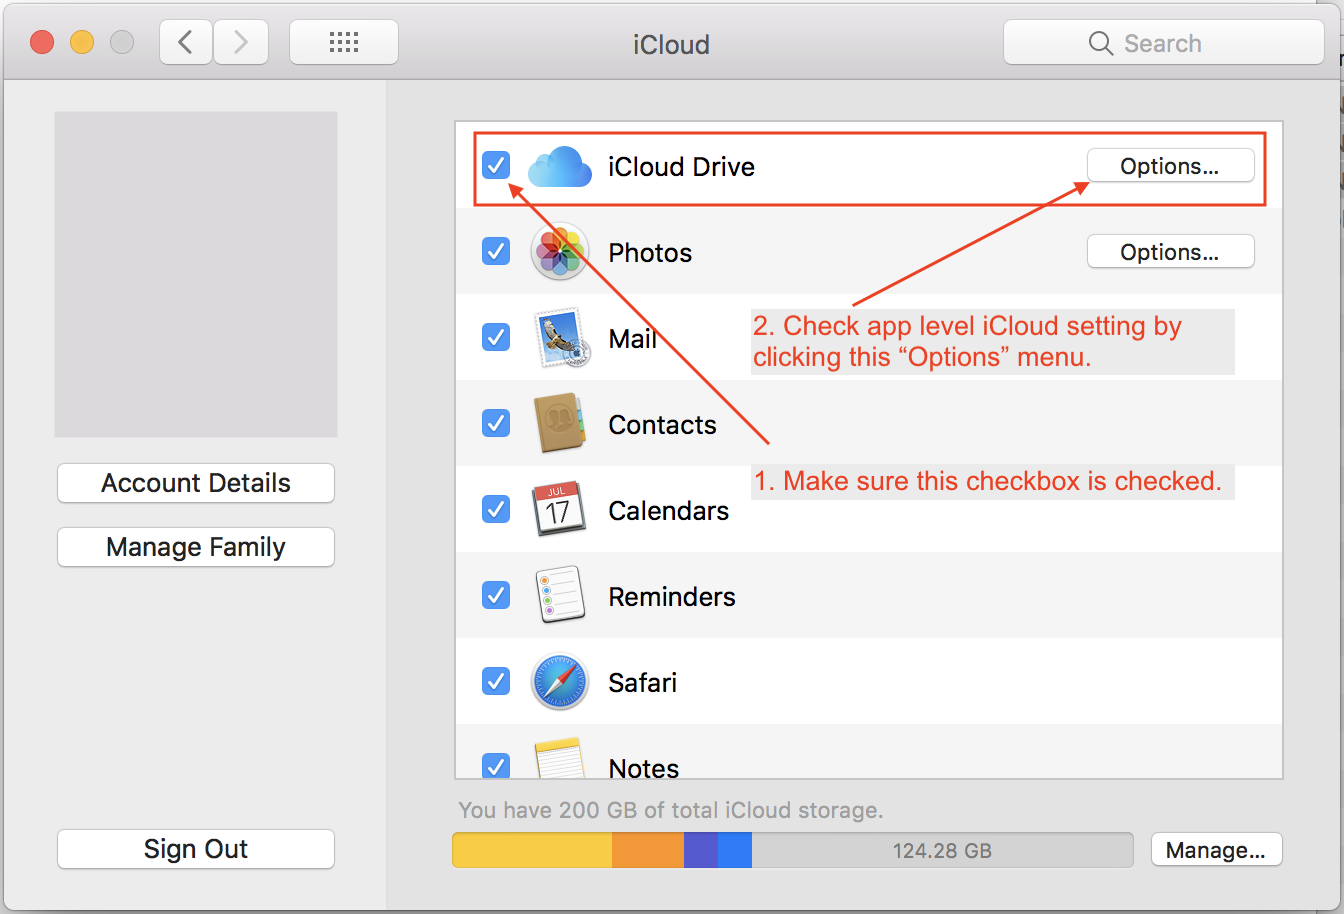 iCloud
Search
iCloud Drive
Options...
Photos
Options...
Mail
2. Check app level iCloud setting by
clicking this “Options” menu.
Contacts
Account Details
1. Make sure this checkbox is checked.
JUL
17
Calendars
Manage Family
Reminders
Safari
Notes
You have 200 GB of total iCloud storage.
Sign Out
124.28 GB
Manage...